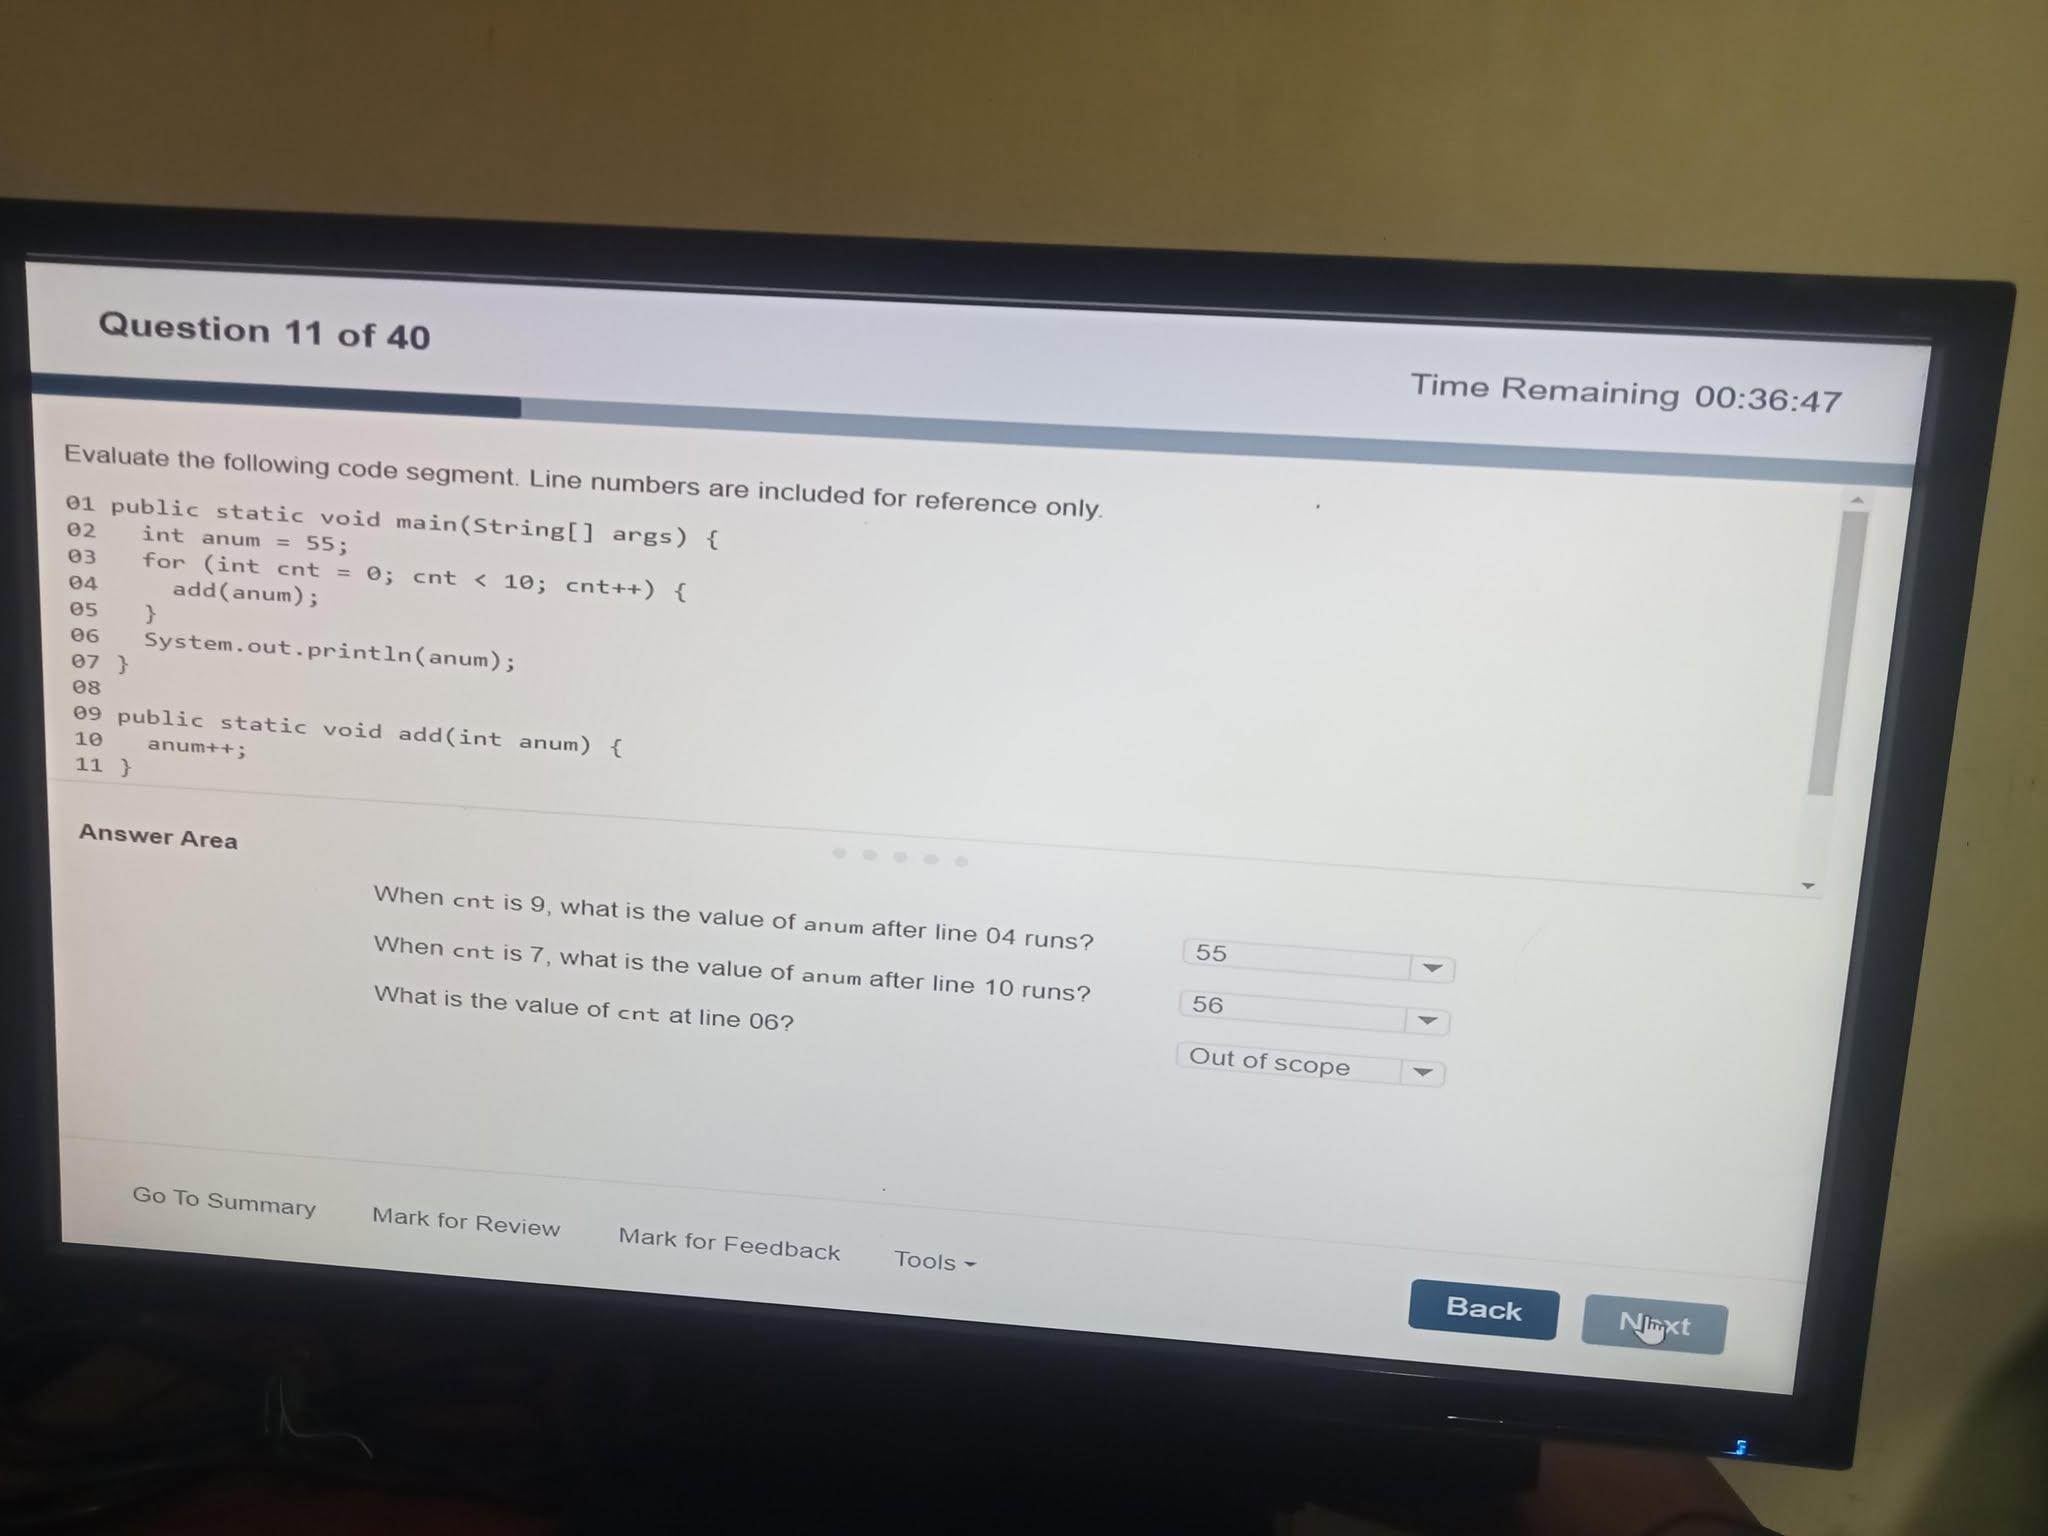 Question 11 of 40
Time Remaining 00:36:47
Evaluate the following code segment. Line numbers are included for reference only.
01 public static void main(String[] args) {
02   int anum = 55;
03   for (int cnt = 0; cnt < 10; cnt++) {
04     add(anum);
05   }
06   System.out.println(anum);
07 }
08
09 public static void add(int anum) {
10   anum++;
11 }
Answer Area
When cnt is 9, what is the value of anum after line 04 runs? 55
When cnt is 7, what is the value of anum after line 10 runs? 56
What is the value of cnt at line 06? Out of scope
Go To Summary Mark for Review Mark for Feedback Tools
Back Next